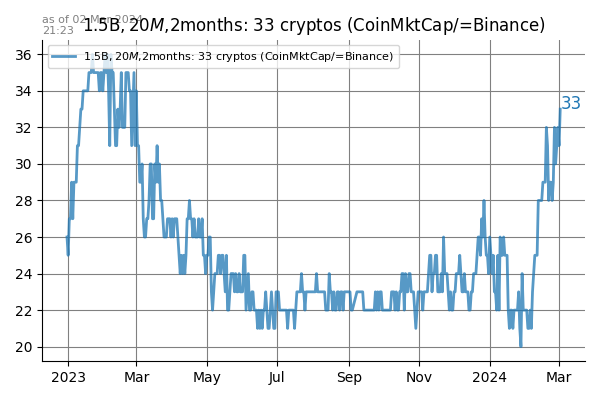 as of 02-Mar-2024
21:23
1.5B, 20M,2months: 33 cryptos (CoinMktCap/=Binance)
1.5B, 20M,2months: 33 cryptos (CoinMktCap/=Binance)
36
34
32
30
28
26
24
22
20
33
2023
Mar
May
Jul
Sep
Nov
2024
Mar